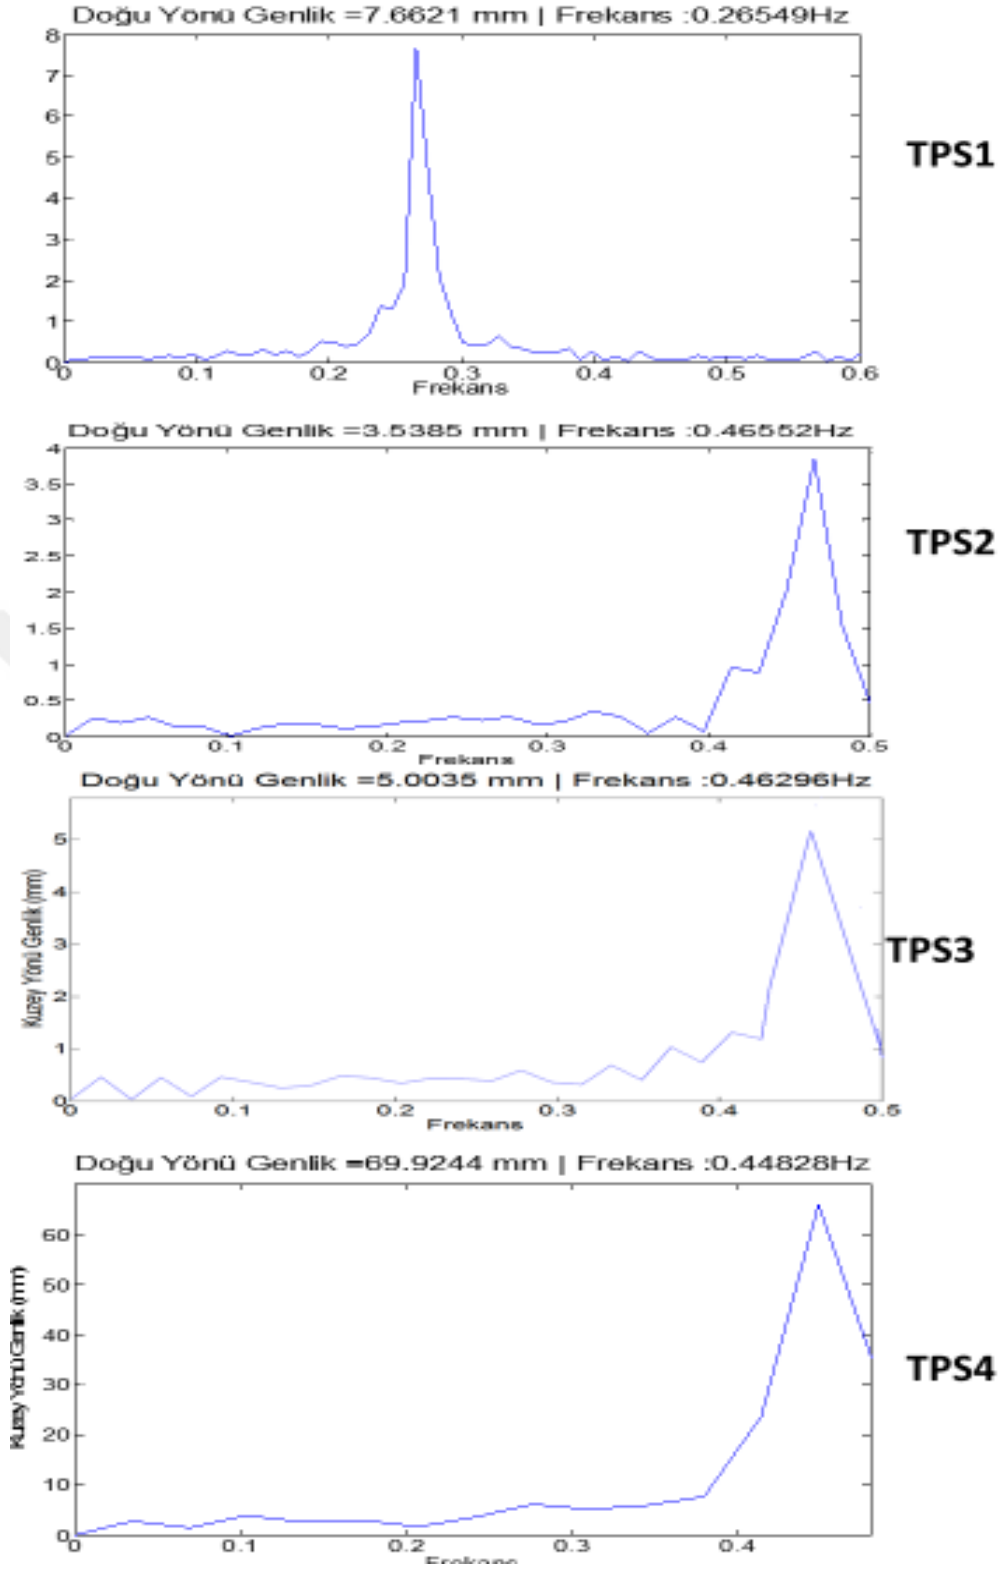 Doğu Yönü Genlik =7.6621 mm | Frekans :0.26549Hz
8
7
6
5
4
3
2
1
0
0 0.1 0.2 0.3 0.4 0.5 0.6
Frekans
TPS1
Doğu Yönü Genlik =3.5385 mm | Frekans :0.46552Hz
4
3.5
3
2.5
2
1.5
1
0.5
0
0 0.1 0.2 0.3 0.4 0.5
Frekans
TPS2
Doğu Yönü Genlik =5.0035 mm | Frekans :0.46296Hz
Kuzey Yönü Genlik (mm)
5
4
3
2
1
0
0 0.1 0.2 0.3 0.4 0.5
Frekans
TPS3
Doğu Yönü Genlik =69.9244 mm | Frekans :0.44828Hz
Kuzey Yönü Genlik (mm)
60
50
40
30
20
10
0
0 0.1 0.2 0.3 0.4
Frekans
TPS4